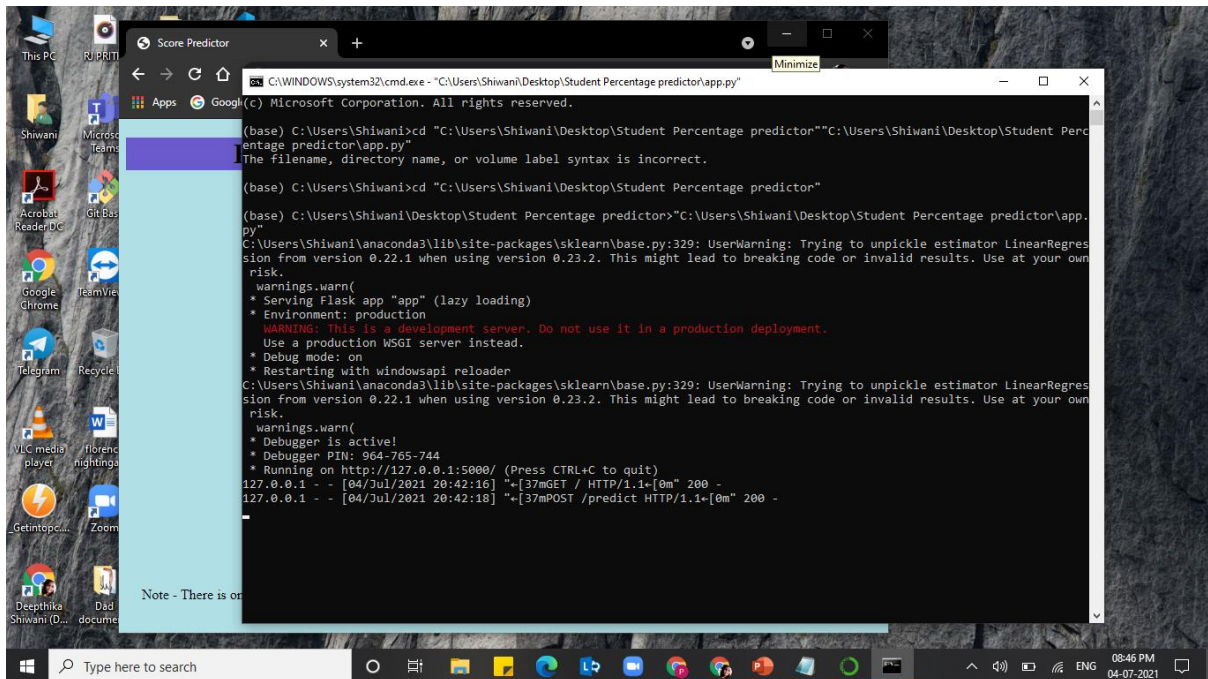 This PC
RJ PRITI
Score Predictor
Minimize
Apps
C:\WINDOWS\system32\cmd.exe - "C:\Users\Shiwani\Desktop\Student Percentage predictor\app.py"
(c) Microsoft Corporation. All rights reserved.
(base) C:\Users\Shiwani>cd "C:\Users\Shiwani\Desktop\Student Percentage predictor""C:\Users\Shiwani\Desktop\Student Perc
entage predictor\app.py"
The filename, directory name, or volume label syntax is incorrect.
(base) C:\Users\Shiwani>cd "C:\Users\Shiwani\Desktop\Student Percentage predictor"
(base) C:\Users\Shiwani\Desktop\Student Percentage predictor>"C:\Users\Shiwani\Desktop\Student Percentage predictor\app.
py"
C:\Users\Shiwani\anaconda3\lib\site-packages\sklearn\base.py:329: UserWarning: Trying to unpickle estimator LinearRegres
sion from version 0.22.1 when using version 0.23.2. This might lead to breaking code or invalid results. Use at your own
risk.
warnings.warn(
* Serving Flask app "app" (lazy loading)
* Environment: production
WARNING: This is a development server. Do not use it in a production deployment.
Use a production WSGI server instead.
* Debug mode: on
* Restarting with windowsapi reloader
C:\Users\Shiwani\anaconda3\lib\site-packages\sklearn\base.py:329: UserWarning: Trying to unpickle estimator LinearRegres
sion from version 0.22.1 when using version 0.23.2. This might lead to breaking code or invalid results. Use at your own
risk.
warnings.warn(
* Debugger is active!
* Debugger PIN: 964-765-744
* Running on http://127.0.0.1:5000/ (Press CTRL+C to quit)
127.0.0.1 - - [04/Jul/2021 20:42:16] "←[37mGET / HTTP/1.1←[0m" 200 -
127.0.0.1 - - [04/Jul/2021 20:42:18] "←[37mPOST /predict HTTP/1.1←[0m" 200 -
Shiwani
Teams
Acrobat
Reader DC
Git Bas
Google
Chrome
TeamVie
Telegram
Recycle
VLC media
player
florenc
nightinga
_Getintopc....
Zoom
Deepthika
Shiwani (D...
Dad
docume
Note - There is on
Type here to search
ENG
08:46 PM
04-07-2021